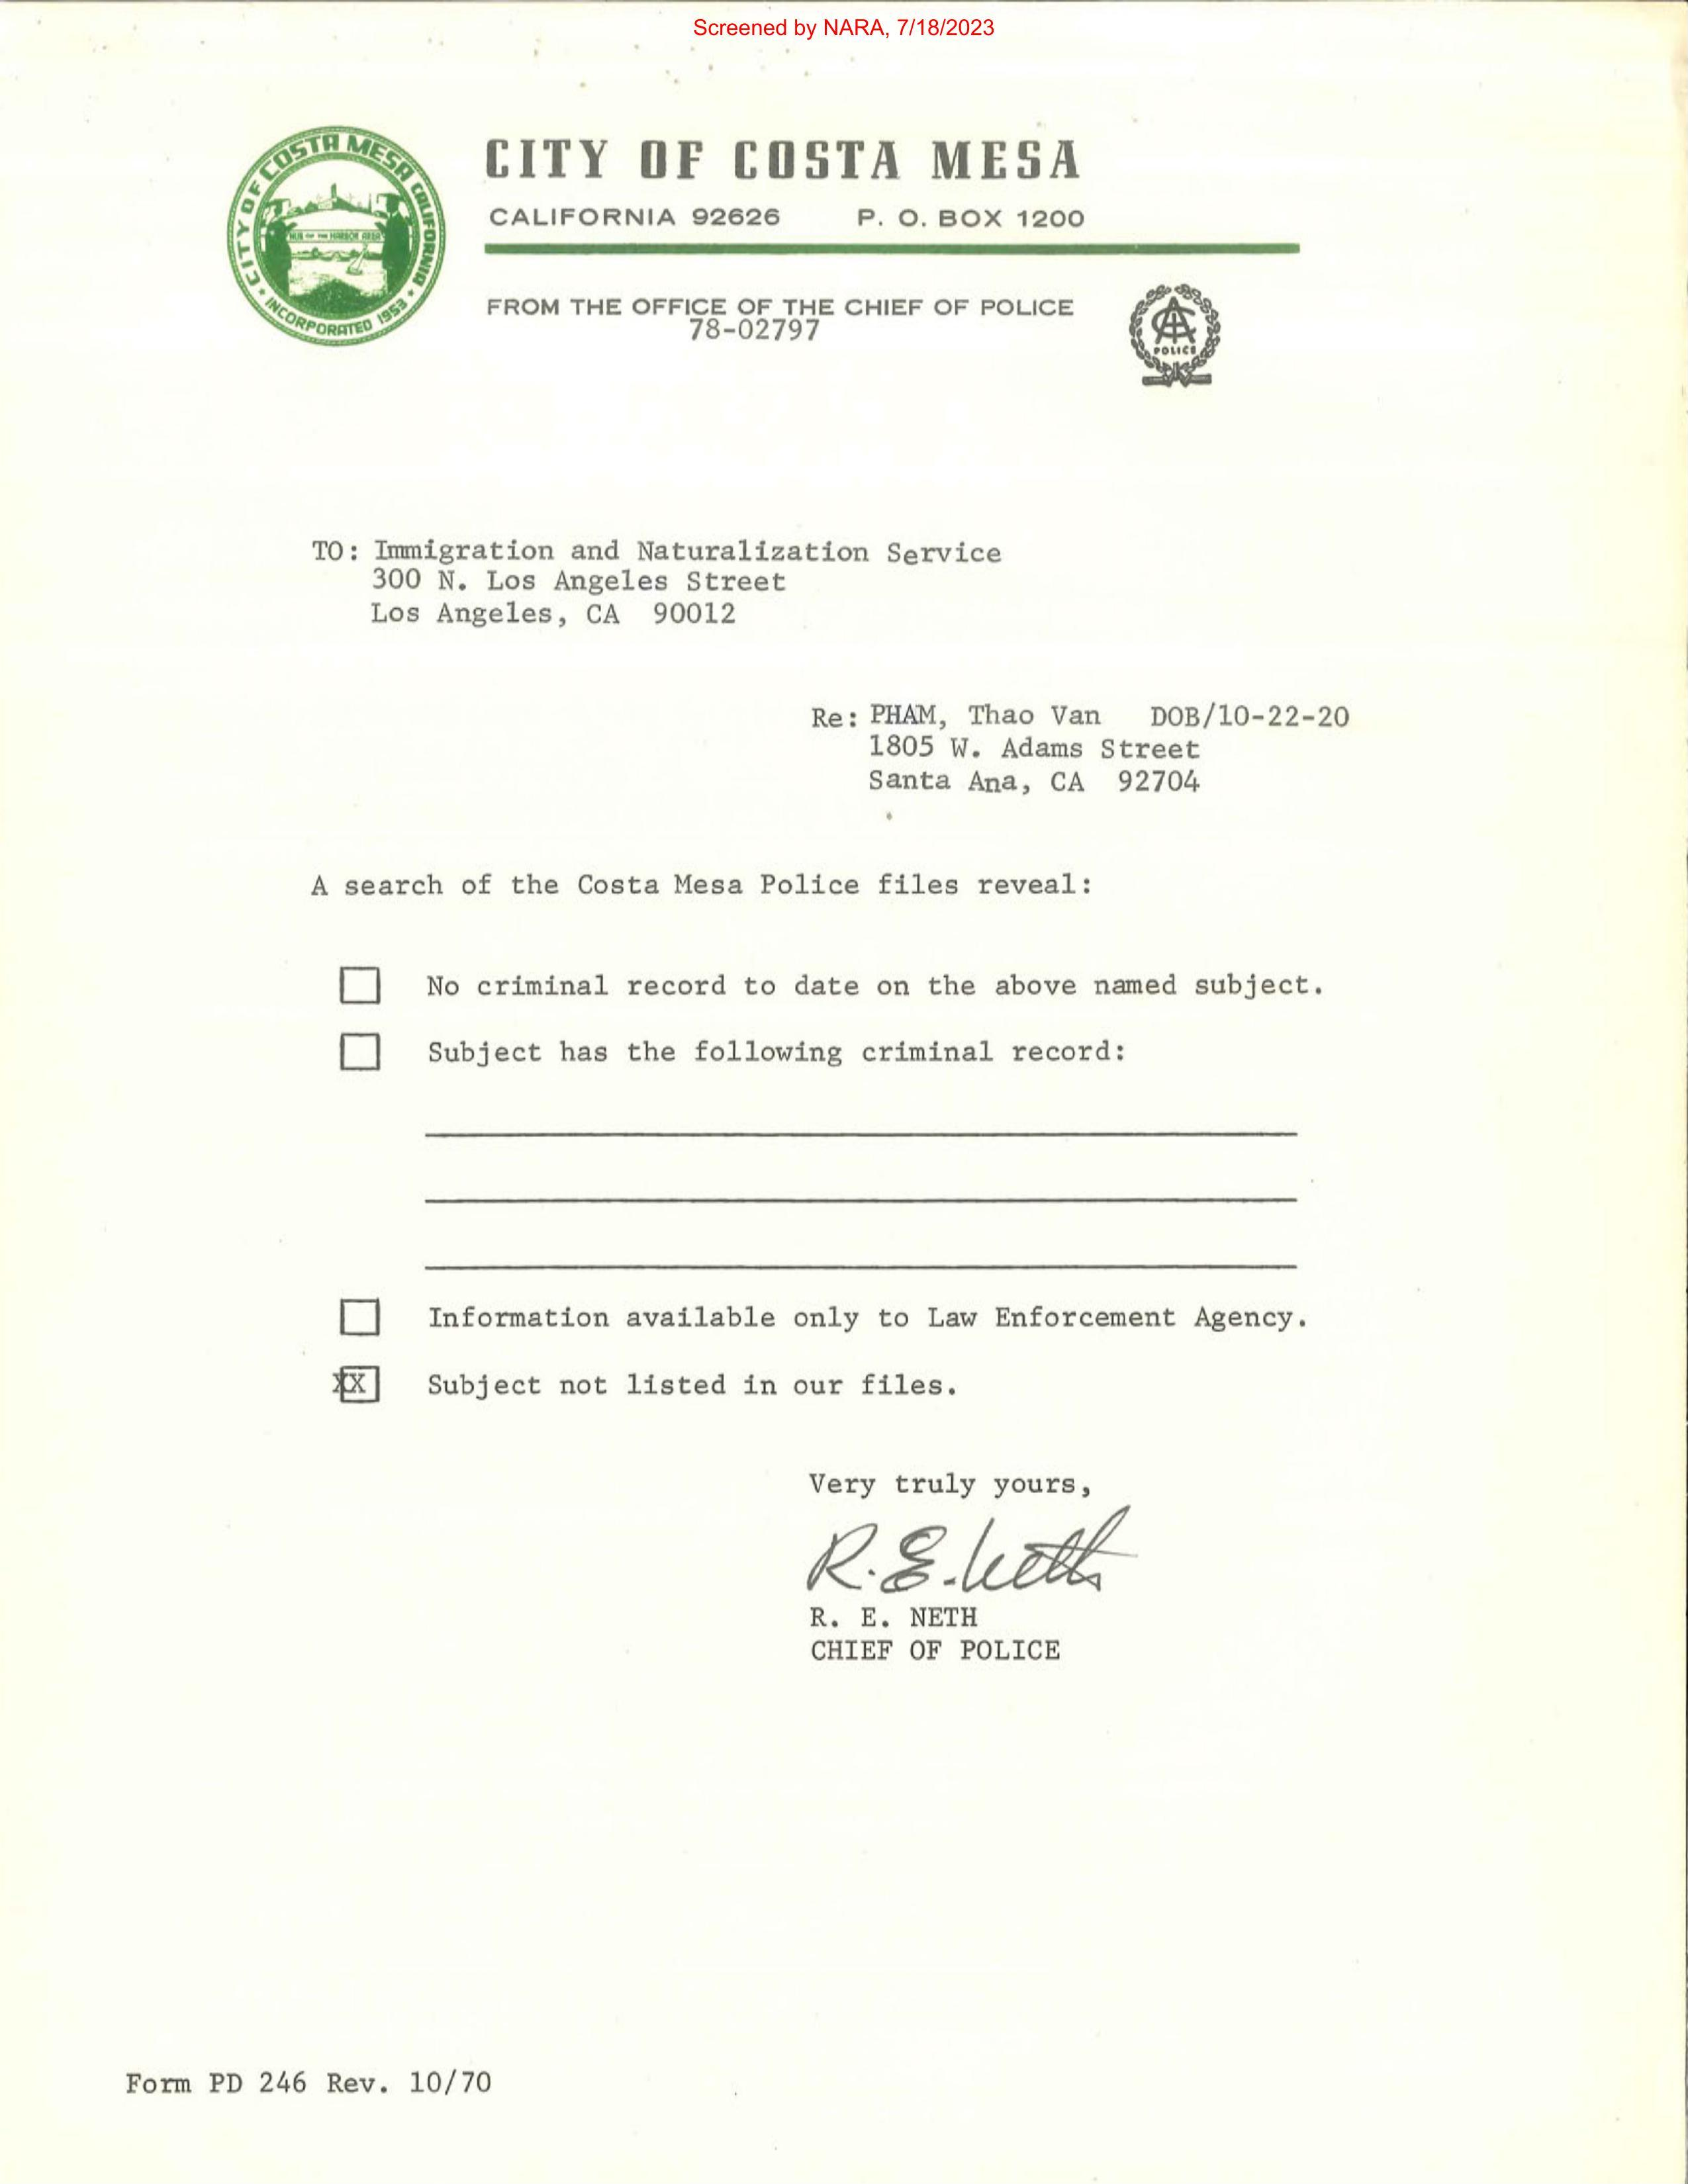 Screened by NARA, 7/18/2023
CITY OF COSTA MESA CALIFORNIA
HUB OF THE HARBOR AREA
INCORPORATED 1953
CITY OF COSTA MESA
CALIFORNIA 92626 P. O. BOX 1200
FROM THE OFFICE OF THE CHIEF OF POLICE
78-02797
POLICE
TO: Immigration and Naturalization Service
300 N. Los Angeles Street
Los Angeles, CA 90012
Re: PHAM, Thao Van DOB/10-22-20
1805 W. Adams Street
Santa Ana, CA 92704
A search of the Costa Mesa Police files reveal:
No criminal record to date on the above named subject.
Subject has the following criminal record:
Information available only to Law Enforcement Agency.
XX Subject not listed in our files.
Very truly yours,
R. E. Neth
R. E. NETH
CHIEF OF POLICE
Form PD 246 Rev. 10/70